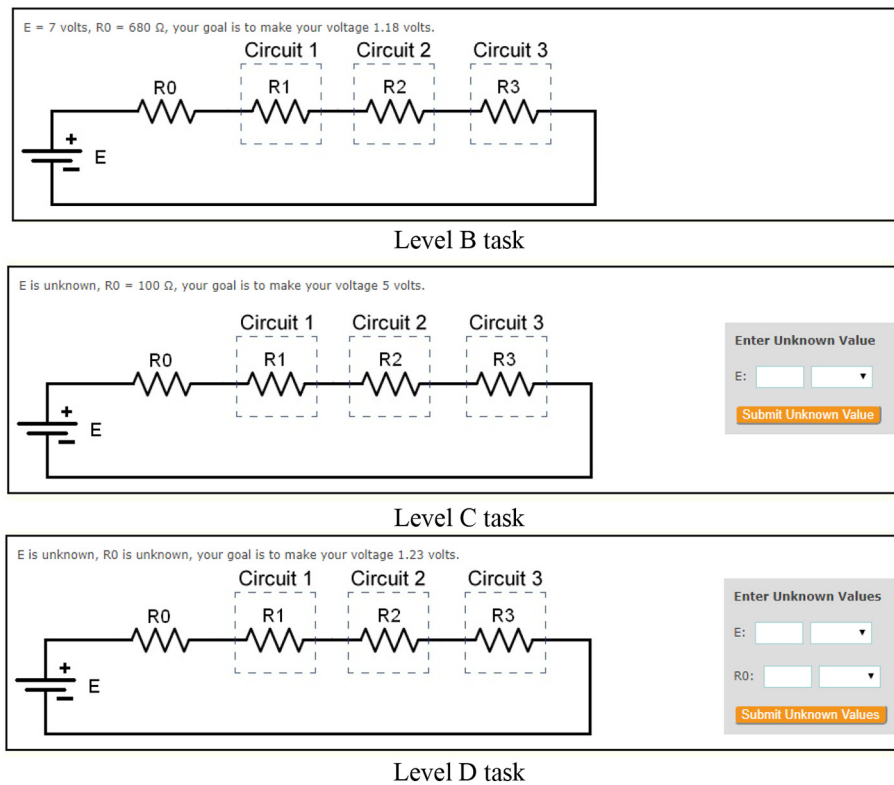 E = 7 volts, R0 = 680 Ω, your goal is to make your voltage 1.18 volts.
Circuit 1 Circuit 2 Circuit 3
R0 R1 R2 R3
+
E
Level B task
E is unknown, R0 = 100 Ω, your goal is to make your voltage 5 volts.
Circuit 1 Circuit 2 Circuit 3
Enter Unknown Value
R0 R1 R2 R3
E:
+
Submit Unknown Value
E
Level C task
E is unknown, R0 is unknown, your goal is to make your voltage 1.23 volts.
Circuit 1 Circuit 2 Circuit 3
Enter Unknown Values
R0 R1 R2 R3
E:
+
R0:
E
Submit Unknown Values
Level D task